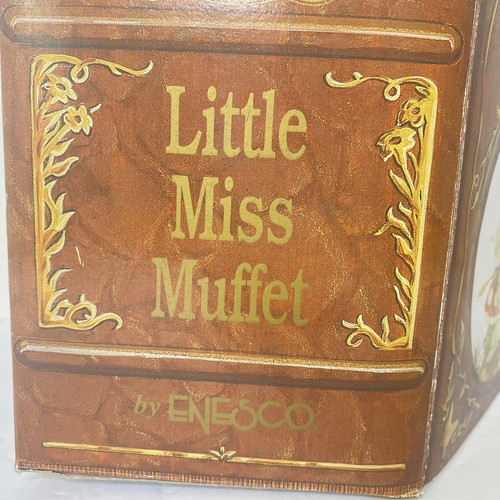 Little
Miss
Muffet
by ENESCO